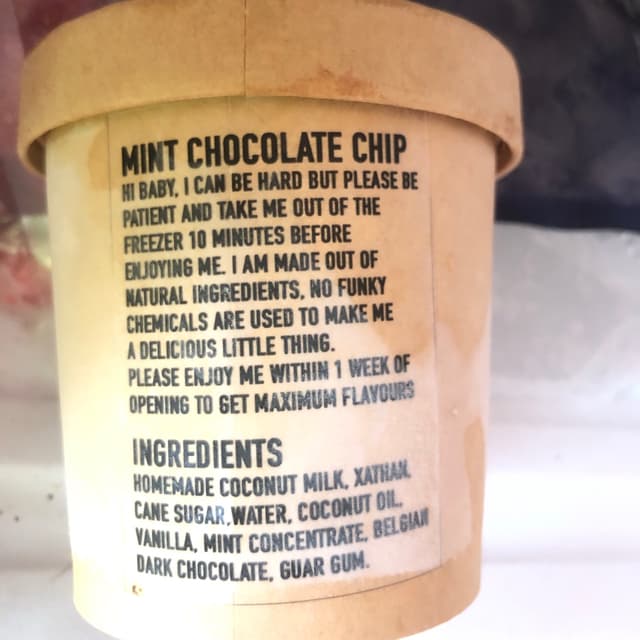 MINT CHOCOLATE CHIP
HI BABY, I CAN BE HARD BUT PLEASE BE
PATIENT AND TAKE ME OUT OF THE
FREEZER 10 MINUTES BEFORE
ENJOYING ME. I AM MADE OUT OF
NATURAL INGREDIENTS, NO FUNKY
CHEMICALS ARE USED TO MAKE ME
A DELICIOUS LITTLE THING.
PLEASE ENJOY ME WITHIN 1 WEEK OF
OPENING TO GET MAXIMUM FLAVOURS
INGREDIENTS
HOMEMADE COCONUT MILK, XATHAN,
CANE SUGAR,WATER, COCONUT OIL,
VANILLA, MINT CONCENTRATE, BELGIAN
DARK CHOCOLATE, GUAR GUM.